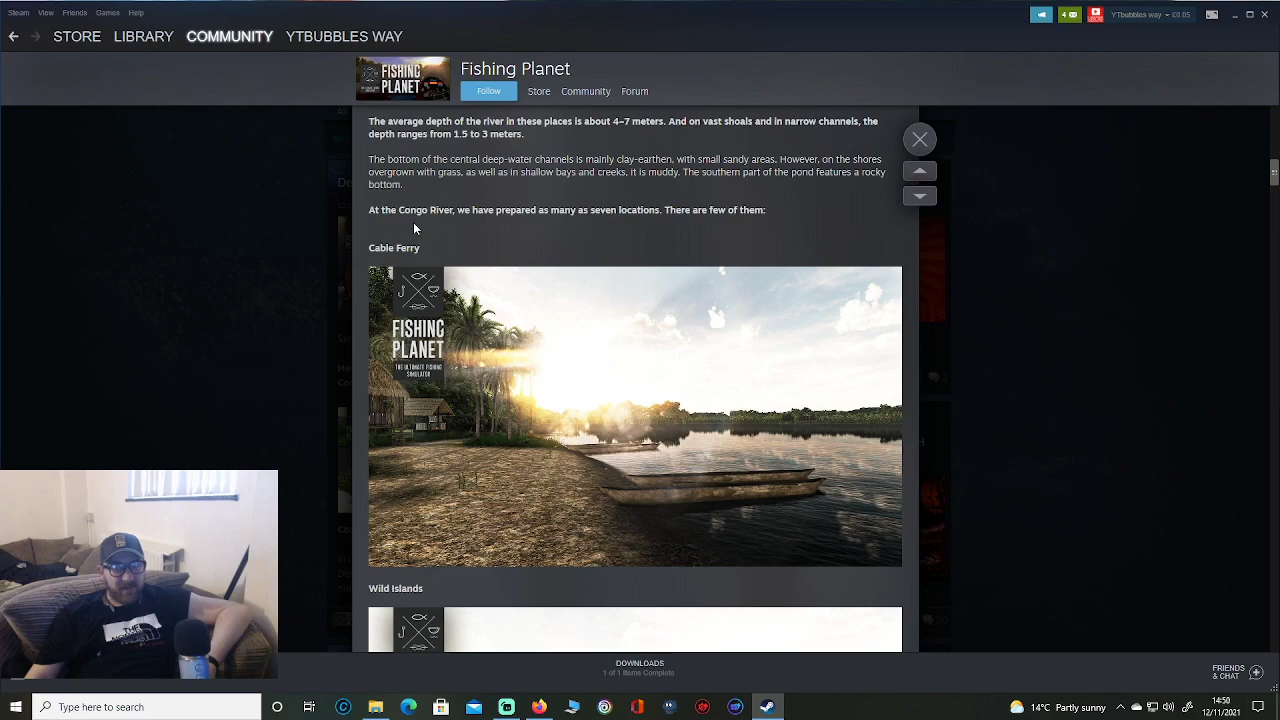 Steam View Friends Games Help
4
YTbubbles way
£0.05
STORE LIBRARY COMMUNITY YTBUBBLES WAY
FISHING PLANET
Fishing Planet
Follow Store Community Forum
The average depth of the river in these places is about 4–7 meters. And on vast shoals and in narrow channels, the
depth ranges from 1.5 to 3 meters.
The bottom of the central deep-water channels is mainly clay-earthen, with small sandy areas. However, on the shores
overgrown with grass, as well as in shallow bays and creeks, it is muddy. The southern part of the pond features a rocky
bottom.
At the Congo River, we have prepared as many as seven locations. There are few of them:
Cable Ferry
FISHING
PLANET
THE ULTIMATE FISHING
SIMULATOR
Wild Islands
DOWNLOADS
1 of 1 Items Complete
FRIENDS
& CHAT
Type here to search
14°C Partly sunny
14:50
12/11/2021